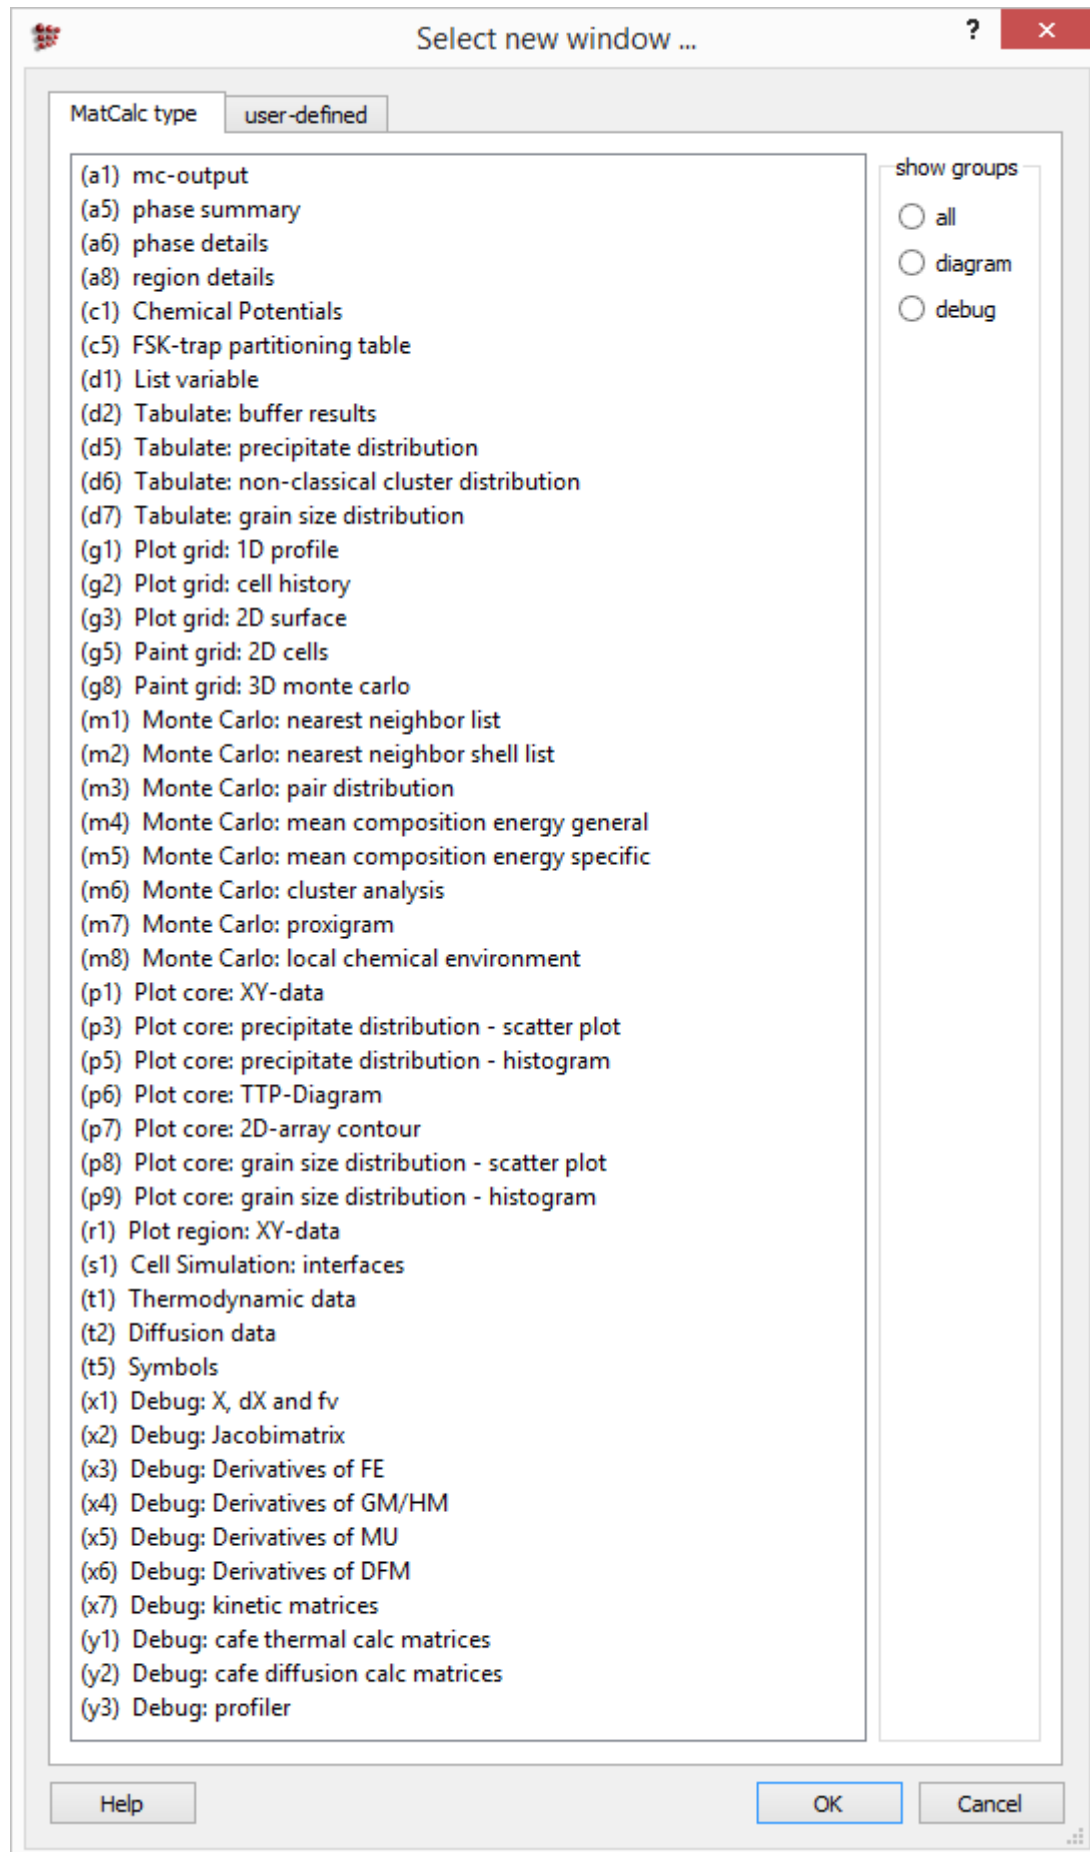 Select new window ...
?
×
MatCalc type
user-defined
(a1) mc-output
(a5) phase summary
(a6) phase details
(a8) region details
(c1) Chemical Potentials
(c5) FSK-trap partitioning table
(d1) List variable
(d2) Tabulate: buffer results
(d5) Tabulate: precipitate distribution
(d6) Tabulate: non-classical cluster distribution
(d7) Tabulate: grain size distribution
(g1) Plot grid: 1D profile
(g2) Plot grid: cell history
(g3) Plot grid: 2D surface
(g5) Paint grid: 2D cells
(g8) Paint grid: 3D monte carlo
(m1) Monte Carlo: nearest neighbor list
(m2) Monte Carlo: nearest neighbor shell list
(m3) Monte Carlo: pair distribution
(m4) Monte Carlo: mean composition energy general
(m5) Monte Carlo: mean composition energy specific
(m6) Monte Carlo: cluster analysis
(m7) Monte Carlo: proxigram
(m8) Monte Carlo: local chemical environment
(p1) Plot core: XY-data
(p3) Plot core: precipitate distribution - scatter plot
(p5) Plot core: precipitate distribution - histogram
(p6) Plot core: TTP-Diagram
(p7) Plot core: 2D-array contour
(p8) Plot core: grain size distribution - scatter plot
(p9) Plot core: grain size distribution - histogram
(r1) Plot region: XY-data
(s1) Cell Simulation: interfaces
(t1) Thermodynamic data
(t2) Diffusion data
(t5) Symbols
(x1) Debug: X, dX and fv
(x2) Debug: Jacobimatrix
(x3) Debug: Derivatives of FE
(x4) Debug: Derivatives of GM/HM
(x5) Debug: Derivatives of MU
(x6) Debug: Derivatives of DFM
(x7) Debug: kinetic matrices
(y1) Debug: cafe thermal calc matrices
(y2) Debug: cafe diffusion calc matrices
(y3) Debug: profiler
show groups
all
diagram
debug
Help
OK
Cancel